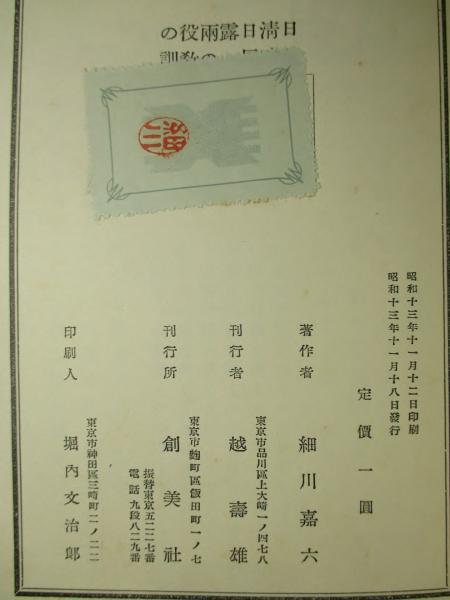 日清日露兩役の
の教訓
昭和十三年十一月十二日印刷
昭和十三年十一月十八日發行
定價一圓
著作者 細川嘉六
東京市品川區上大崎一ノ四七八
刊行者 越壽雄
東京市麴町區飯田町一ノ七
刊行所 創美社
振替東京五二二七番
電話九段八二九番
東京市神田區三崎町二ノ二二
印刷人 堀內文治郎